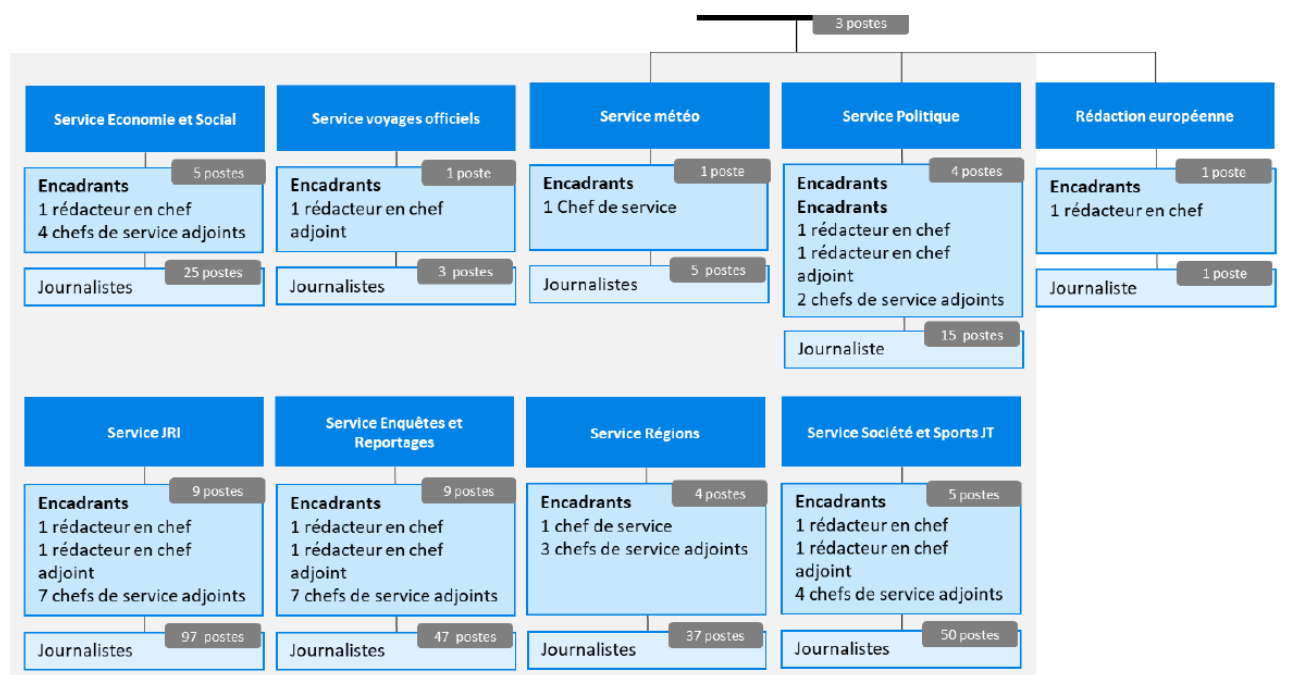 3 postes
Service Economie et Social
5 postes
Encadrants
1 rédacteur en chef
4 chefs de service adjoints
25 postes
Journalistes
Service voyages officiels
1 poste
Encadrants
1 rédacteur en chef
adjoint
3 postes
Journalistes
Service météo
1 poste
Encadrants
1 Chef de service
5 postes
Journalistes
Service Politique
4 postes
Encadrants
Encadrants
1 rédacteur en chef
1 rédacteur en chef
adjoint
2 chefs de service adjoints
15 postes
Journaliste
Rédaction européenne
1 poste
Encadrants
1 rédacteur en chef
1 poste
Journaliste
Service JRI
9 postes
Encadrants
1 rédacteur en chef
1 rédacteur en chef
adjoint
7 chefs de service adjoints
97 postes
Journalistes
Service Enquêtes et
Reportages
9 postes
Encadrants
1 rédacteur en chef
1 rédacteur en chef
adjoint
7 chefs de service adjoints
47 postes
Journalistes
Service Régions
4 postes
Encadrants
1 chef de service
3 chefs de service adjoints
37 postes
Journalistes
Service Société et Sports JT
5 postes
Encadrants
1 rédacteur en chef
1 rédacteur en chef
adjoint
4 chefs de service adjoints
50 postes
Journalistes